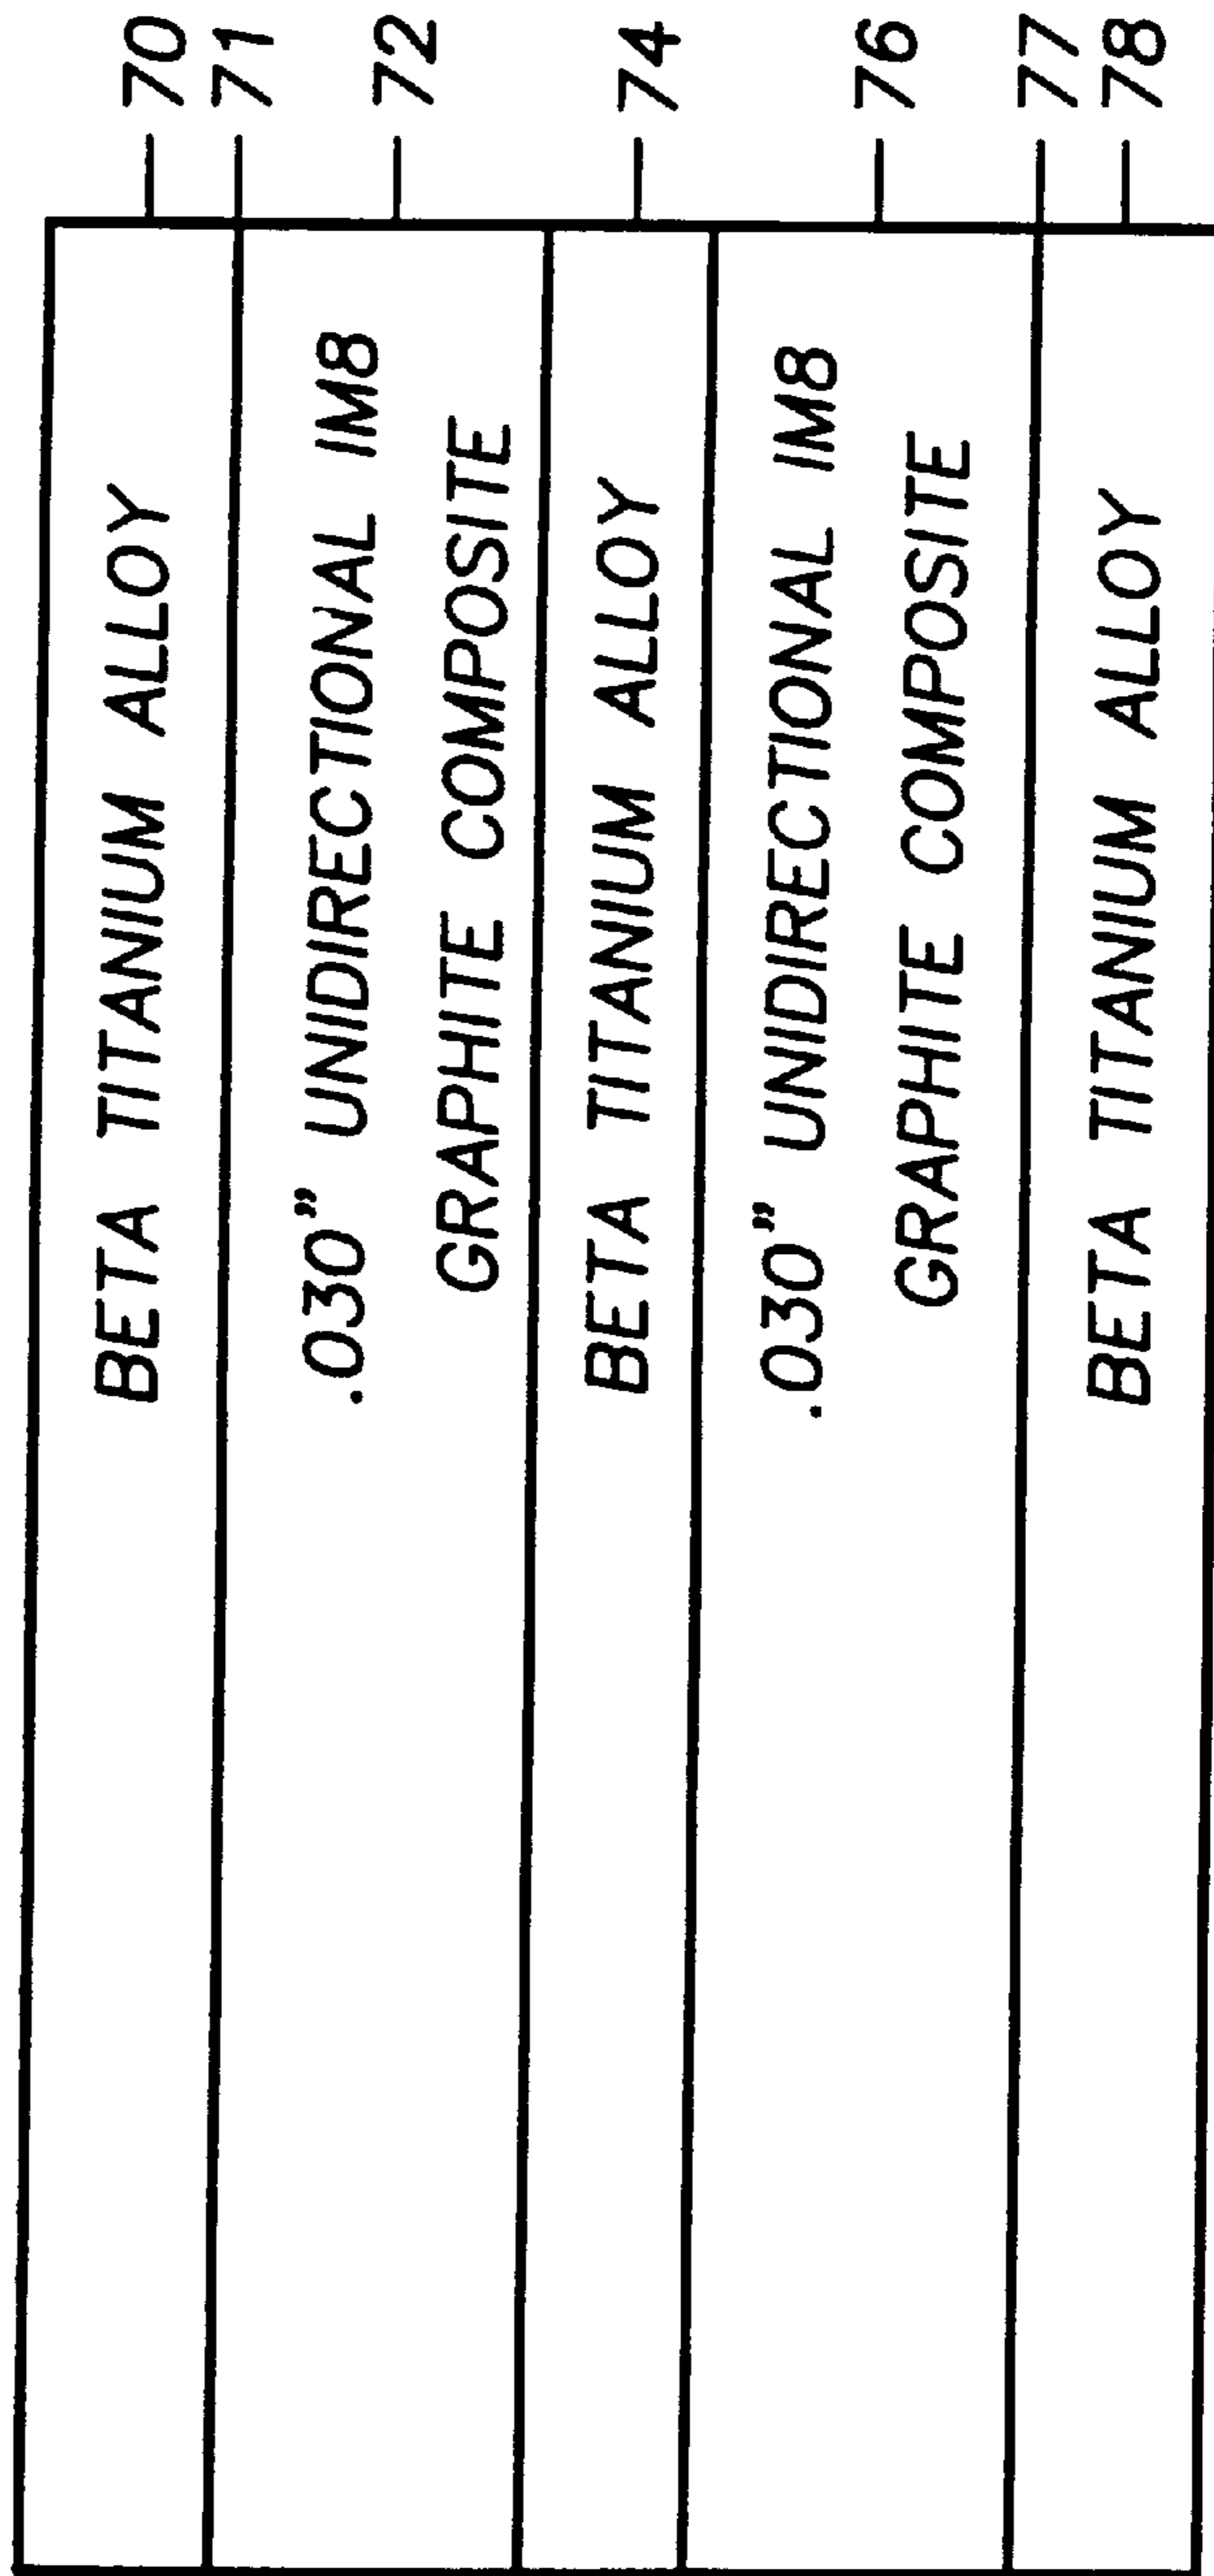 BETA TITANIUM ALLOY
70
71
.030" UNIDIRECTIONAL IM8
GRAPHITE COMPOSITE
72
BETA TITANIUM ALLOY
74
.030" UNIDIRECTIONAL IM8
GRAPHITE COMPOSITE
76
77
BETA TITANIUM ALLOY
78